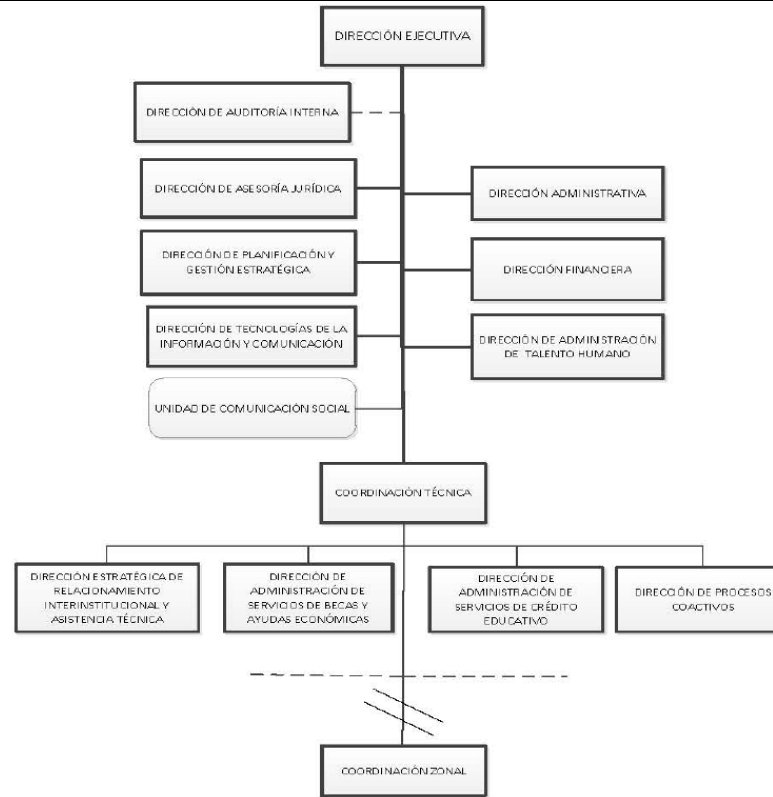 DIRECCIÓN EJECUTIVA
DIRECCIÓN DE AUDITORÍA INTERNA
DIRECCIÓN DE ASESORÍA JURÍDICA
DIRECCIÓN ADMINISTRATIVA
DIRECCIÓN DE PLANIFICACIÓN Y
GESTIÓN ESTRATÉGICA
DIRECCIÓN FINANCIERA
DIRECCIÓN DE TECNOLOGÍAS DE LA
INFORMACIÓN Y COMUNICACIÓN
DIRECCIÓN DE ADMINISTRACIÓN
DE TALENTO HUMANO
UNIDAD DE COMUNICACIÓN SOCIAL
COORDINACIÓN TÉCNICA
DIRECCIÓN ESTRATÉGICA DE
RELACIONAMIENTO
INTERINSTITUCIONAL Y
ASISTENCIA TÉCNICA
DIRECCIÓN DE
ADMINISTRACIÓN DE
SERVICIOS DE BECAS Y
AYUDAS ECONÓMICAS
DIRECCIÓN DE
ADMINISTRACIÓN DE
SERVICIOS DE CRÉDITO
EDUCATIVO
DIRECCIÓN DE PROCESOS
COACTIVOS
COORDINACIÓN ZONAL